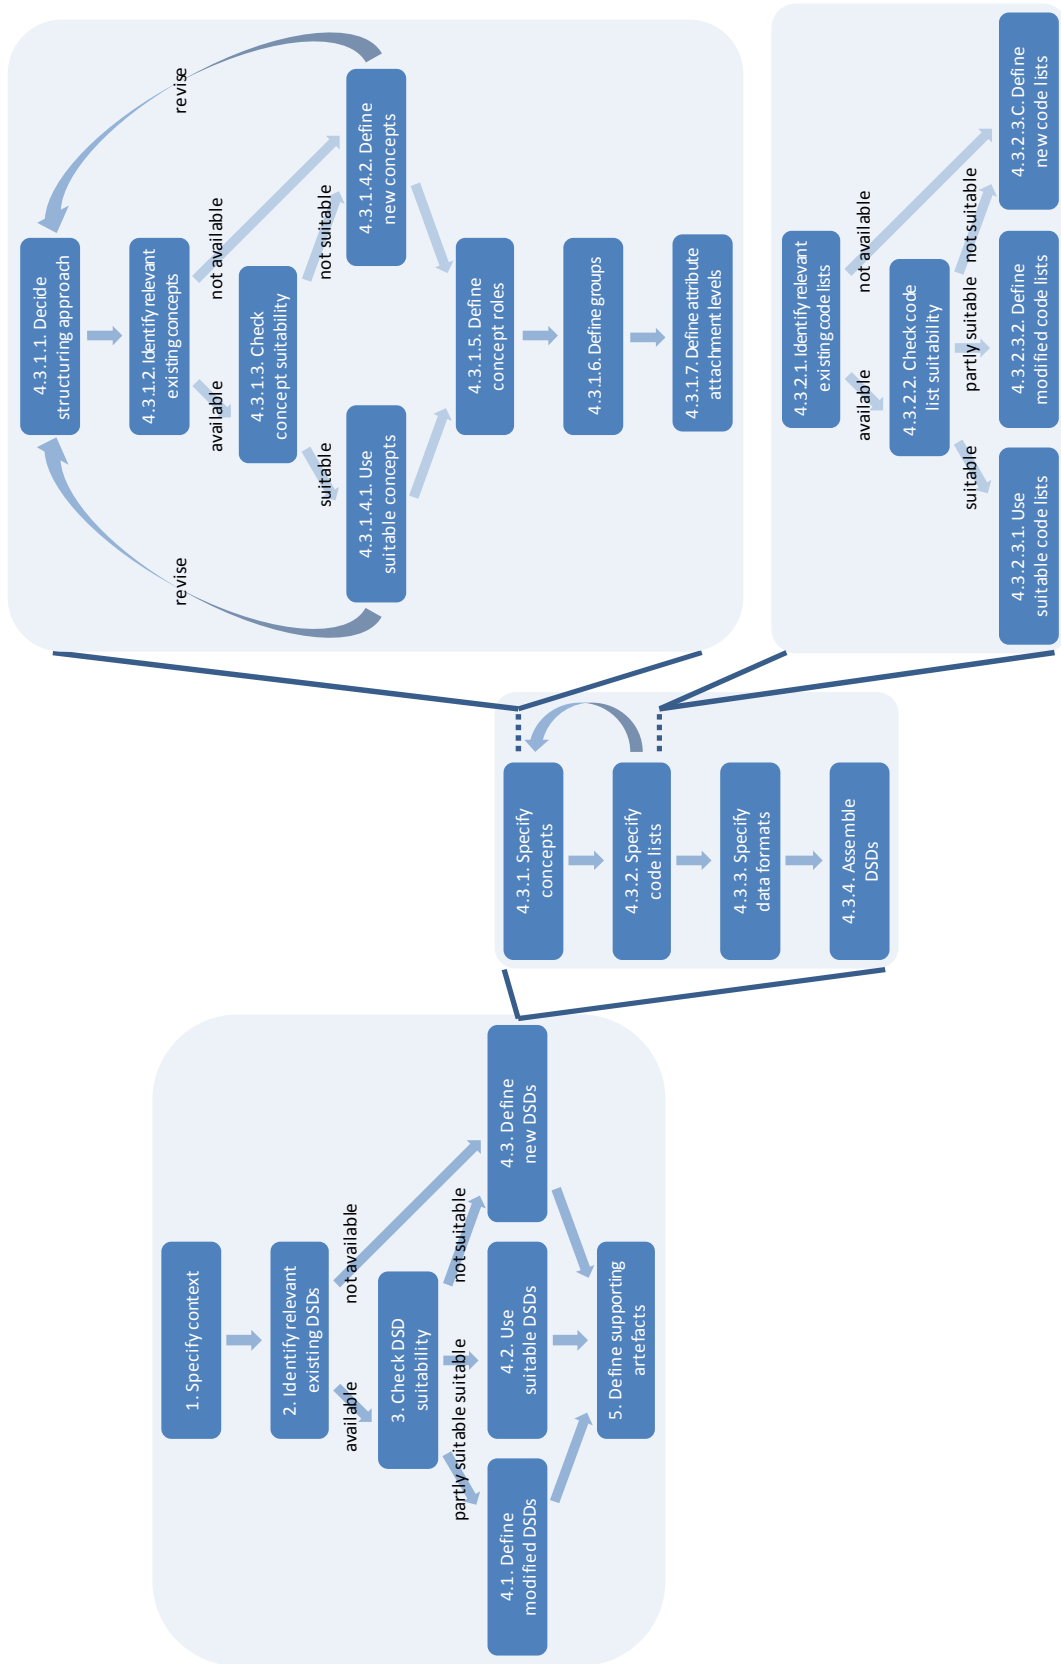 1. Specify context
2. Identify relevant
existing DSDs
available
not available
3. Check DSD
suitability
partly suitable
suitable
not suitable
4.1. Define
modified DSDs
4.2. Use
suitable DSDs
4.3. Define
new DSDs
5. Define supporting
artefacts
4.3.1. Specify
concepts
4.3.2. Specify
code lists
4.3.3. Specify
data formats
4.3.4. Assemble
DSDs
revise
revise
4.3.1.1. Decide
structuring approach
4.3.1.2. Identify relevant
existing concepts
available
not available
4.3.1.3. Check
concept suitability
suitable
not suitable
4.3.1.4.1. Use
suitable concepts
4.3.1.4.2. Define
new concepts
4.3.1.5. Define
concept roles
4.3.1.6. Define groups
4.3.1.7. Define attribute
attachment levels
4.3.2.1. Identify relevant
existing code lists
available
not available
4.3.2.2. Check code
list suitability
suitable
partly suitable
not suitable
4.3.2.3.1. Use
suitable code lists
4.3.2.3.2. Define
modified code lists
4.3.2.3.C. Define
new code lists